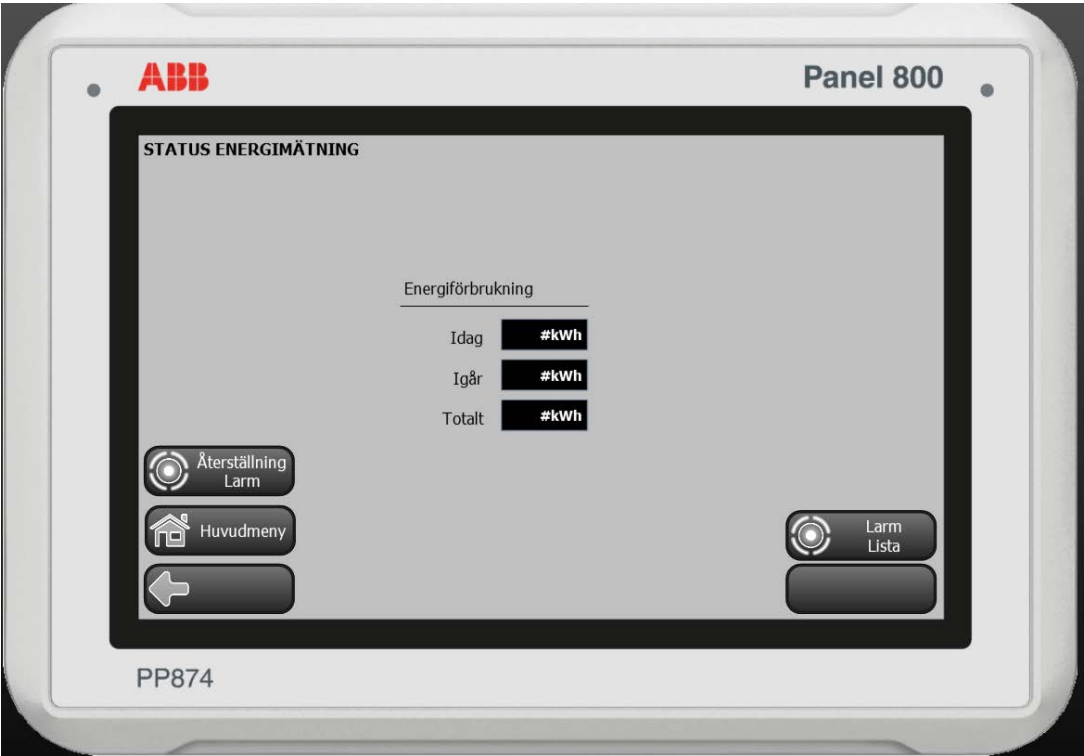 ABB
Panel 800
STATUS ENERGIMÄTNING
Energiförbrukning
Idag #kWh
Igår #kWh
Totalt #kWh
Återställning
Larm
Huvudmeny
Larm
Lista
PP874